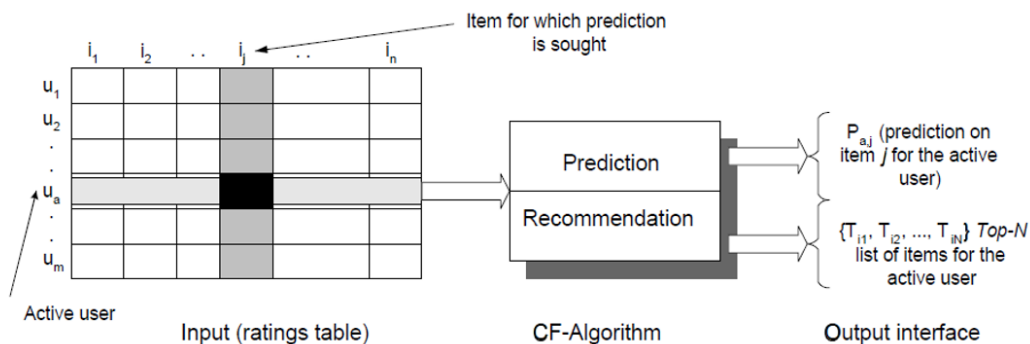 Item for which prediction
is sought
i1 i2 . . ij . . in
u1
u2
.
.
ua
.
.
um
Active user
Input (ratings table)
Prediction
Recommendation
CF-Algorithm
Pa,j (prediction on
item j for the active
user)
{Ti1, Ti2, ..., TiN} Top-N
list of items for the
active user
Output interface